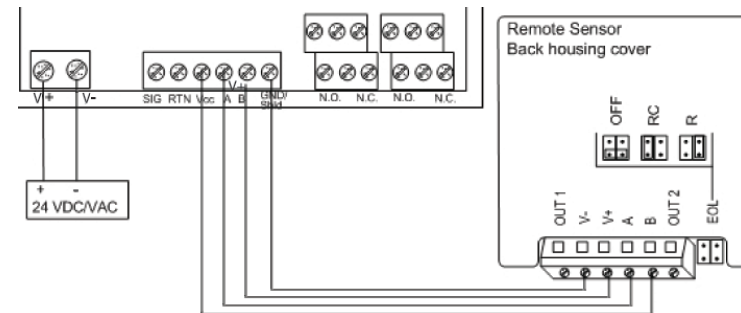 Remote Sensor
Back housing cover
V+
V-
SIG RTN Vcc A B GND/
V+
Shld
N.O. N.C. N.O. N.C.
OFF
RC
R
+ -
24 VDC/VAC
OUT 1
V-
V+
A
B
OUT 2
EOL